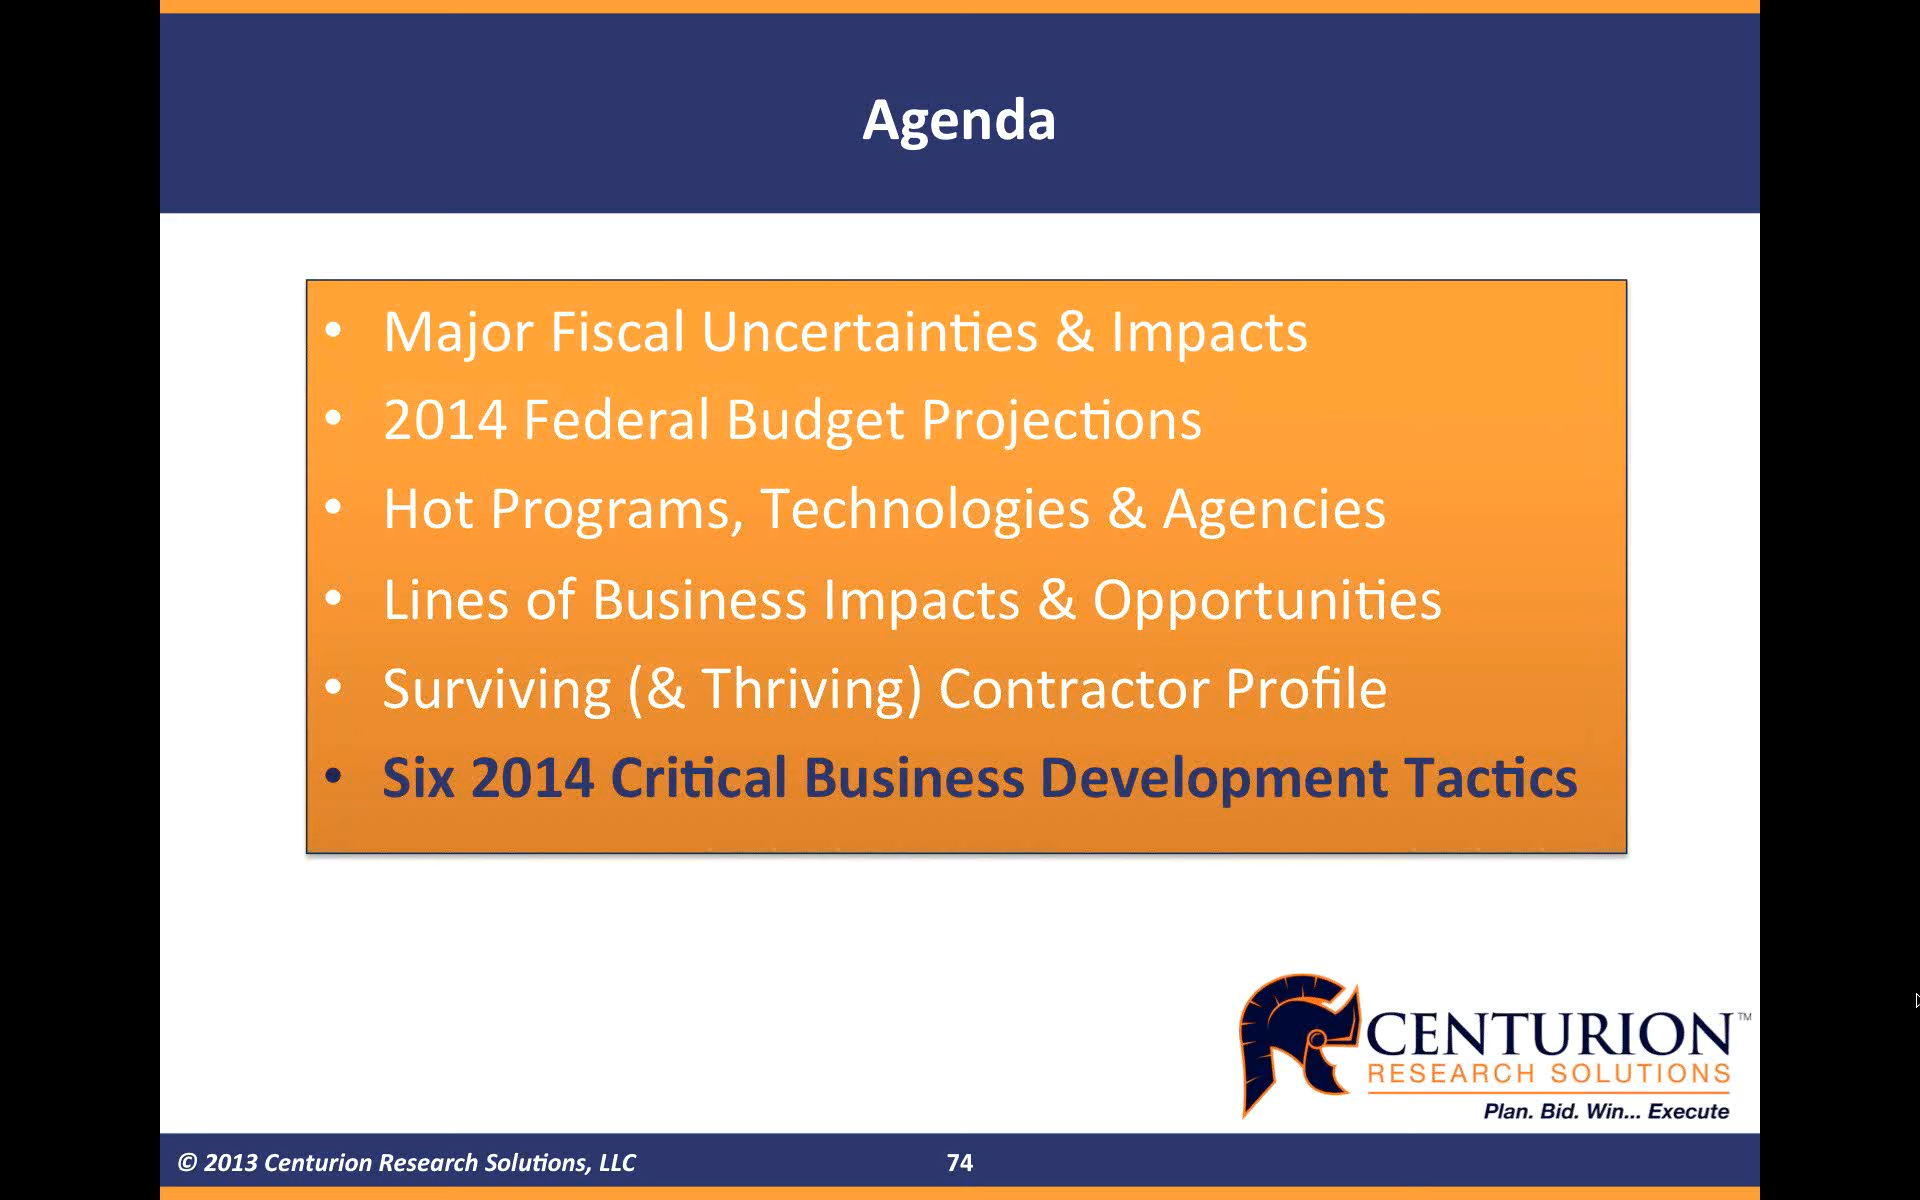 Agenda
• Major Fiscal Uncertainties & Impacts
• 2014 Federal Budget Projections
• Hot Programs, Technologies & Agencies
• Lines of Business Impacts & Opportunities
• Surviving (& Thriving) Contractor Profile
• Six 2014 Critical Business Development Tactics
CENTURION™
RESEARCH SOLUTIONS
Plan. Bid. Win... Execute
© 2013 Centurion Research Solutions, LLC
74